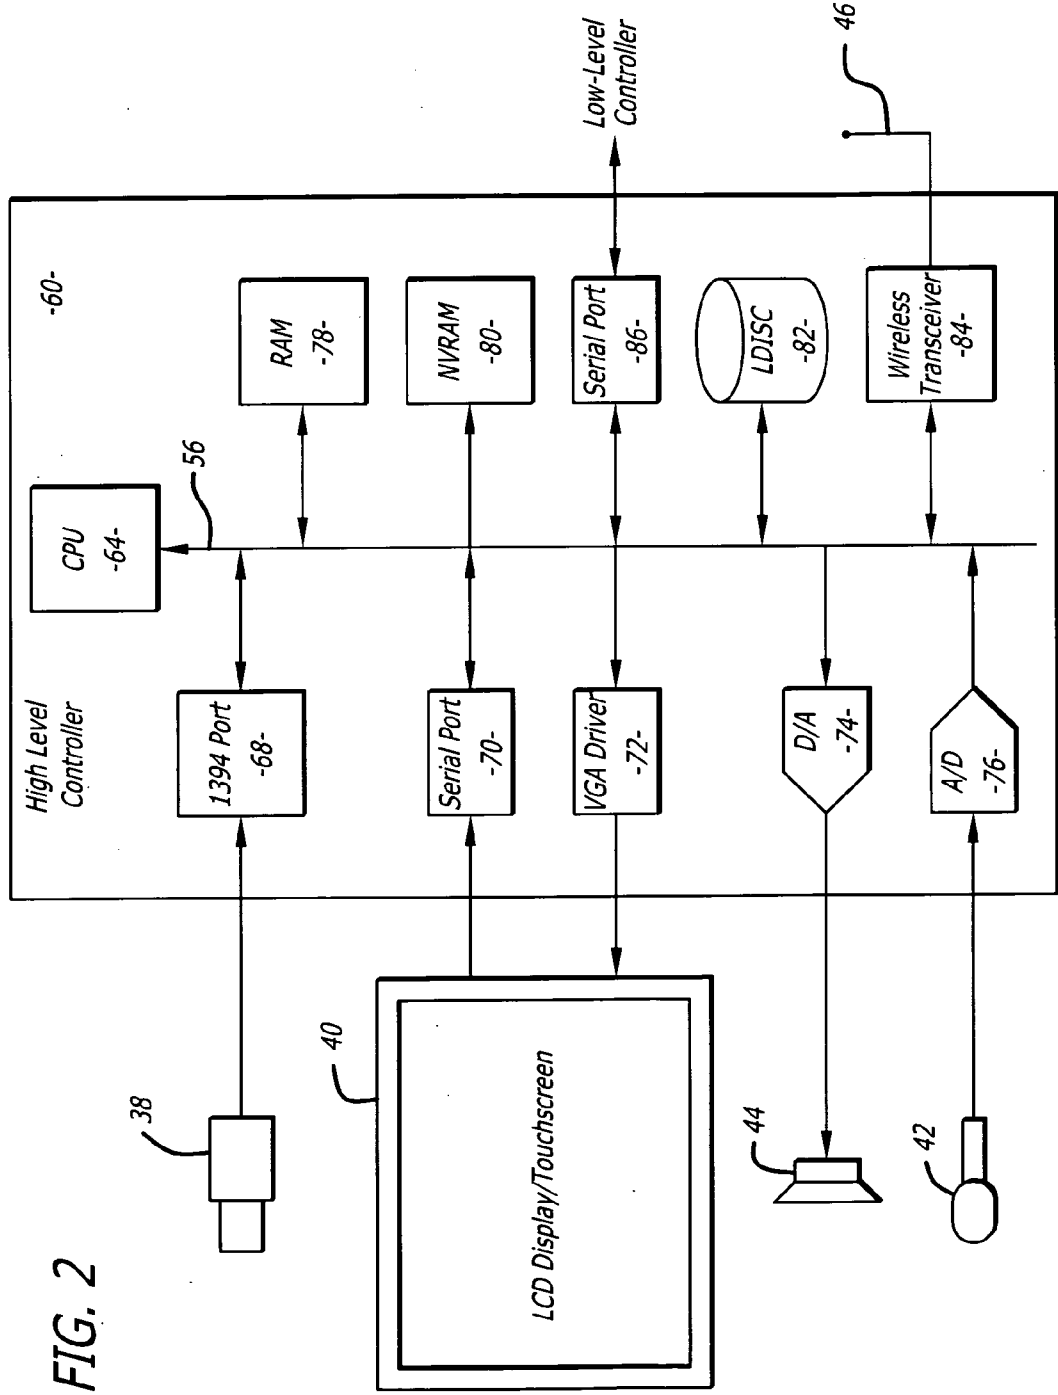 FIG. 2
High Level
Controller
-60-
CPU
-64-
56
38
1394 Port
-68-
RAM
-78-
40
LCD Display/Touchscreen
Serial Port
-70-
NVRAM
-80-
VGA Driver
-72-
Serial Port
-86-
Low-Level
Controller
44
D/A
-74-
LDISC
-82-
42
A/D
-76-
Wireless
Transceiver
-84-
46